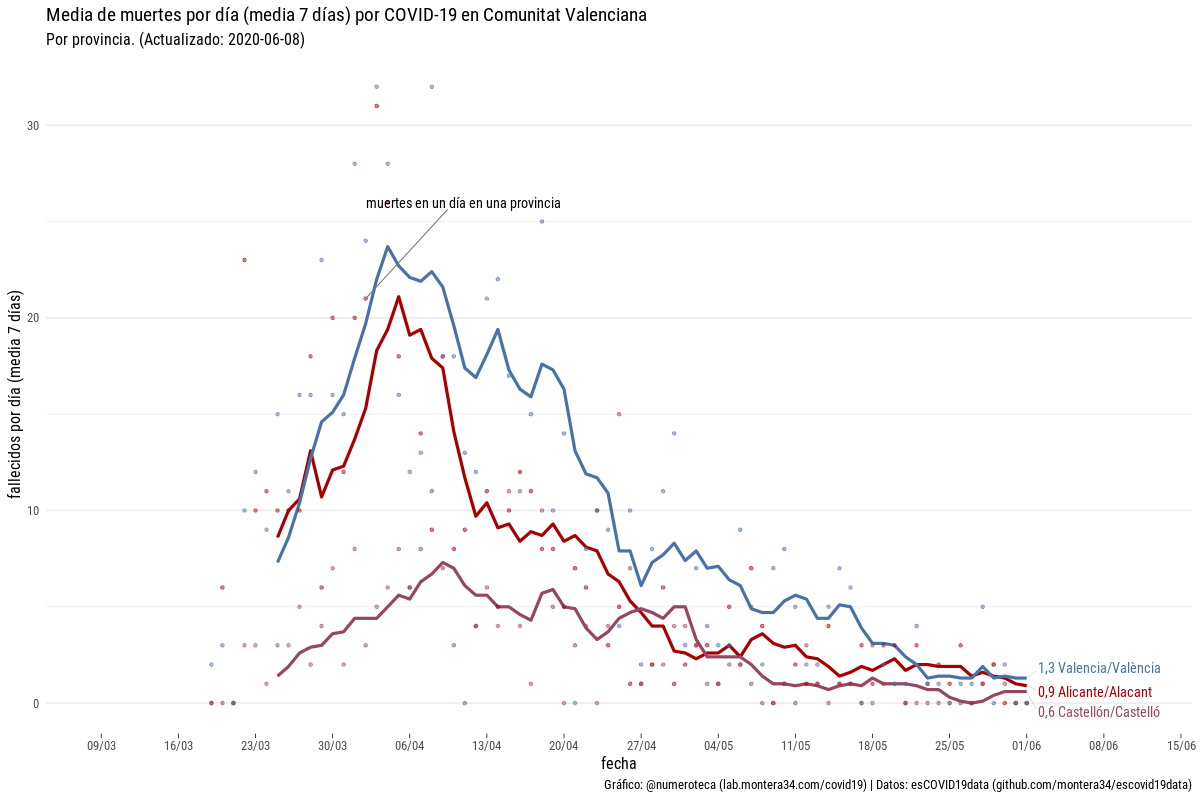 Media de muertes por día (media 7 días) por COVID-19 en Comunitat Valenciana
Por provincia. (Actualizado: 2020-06-08)
fallecidos por día (media 7 días)
30
20
10
0
muertes en un día en una provincia
1,3 Valencia/València
0,9 Alicante/Alacant
0,6 Castellón/Castelló
09/03 16/03 23/03 30/03 06/04 13/04 20/04 27/04 04/05 11/05 18/05 25/05 01/06 08/06 15/06
fecha
Gráfico: @numeroteca (lab.montera34.com/covid19) | Datos: esCOVID19data (github.com/montera34/escovid19data)